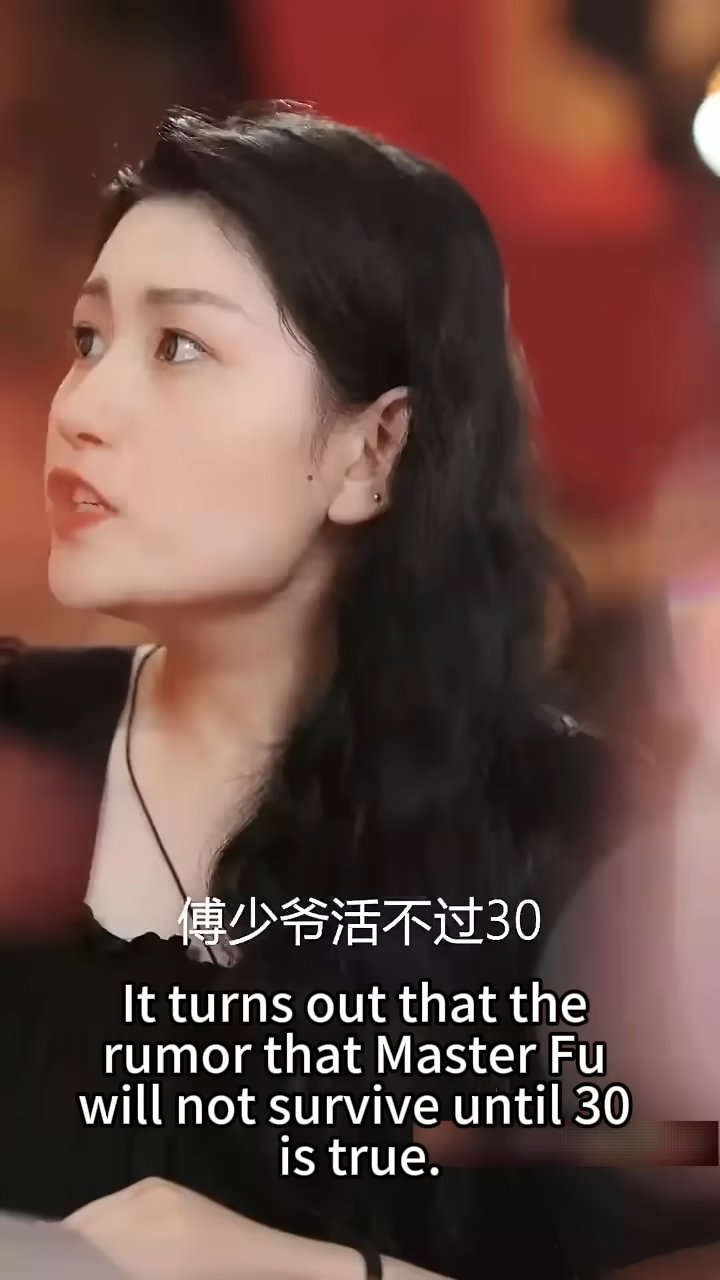 傅少爷活不过30
It turns out that the
rumor that Master Fu
will not survive until 30
is true.